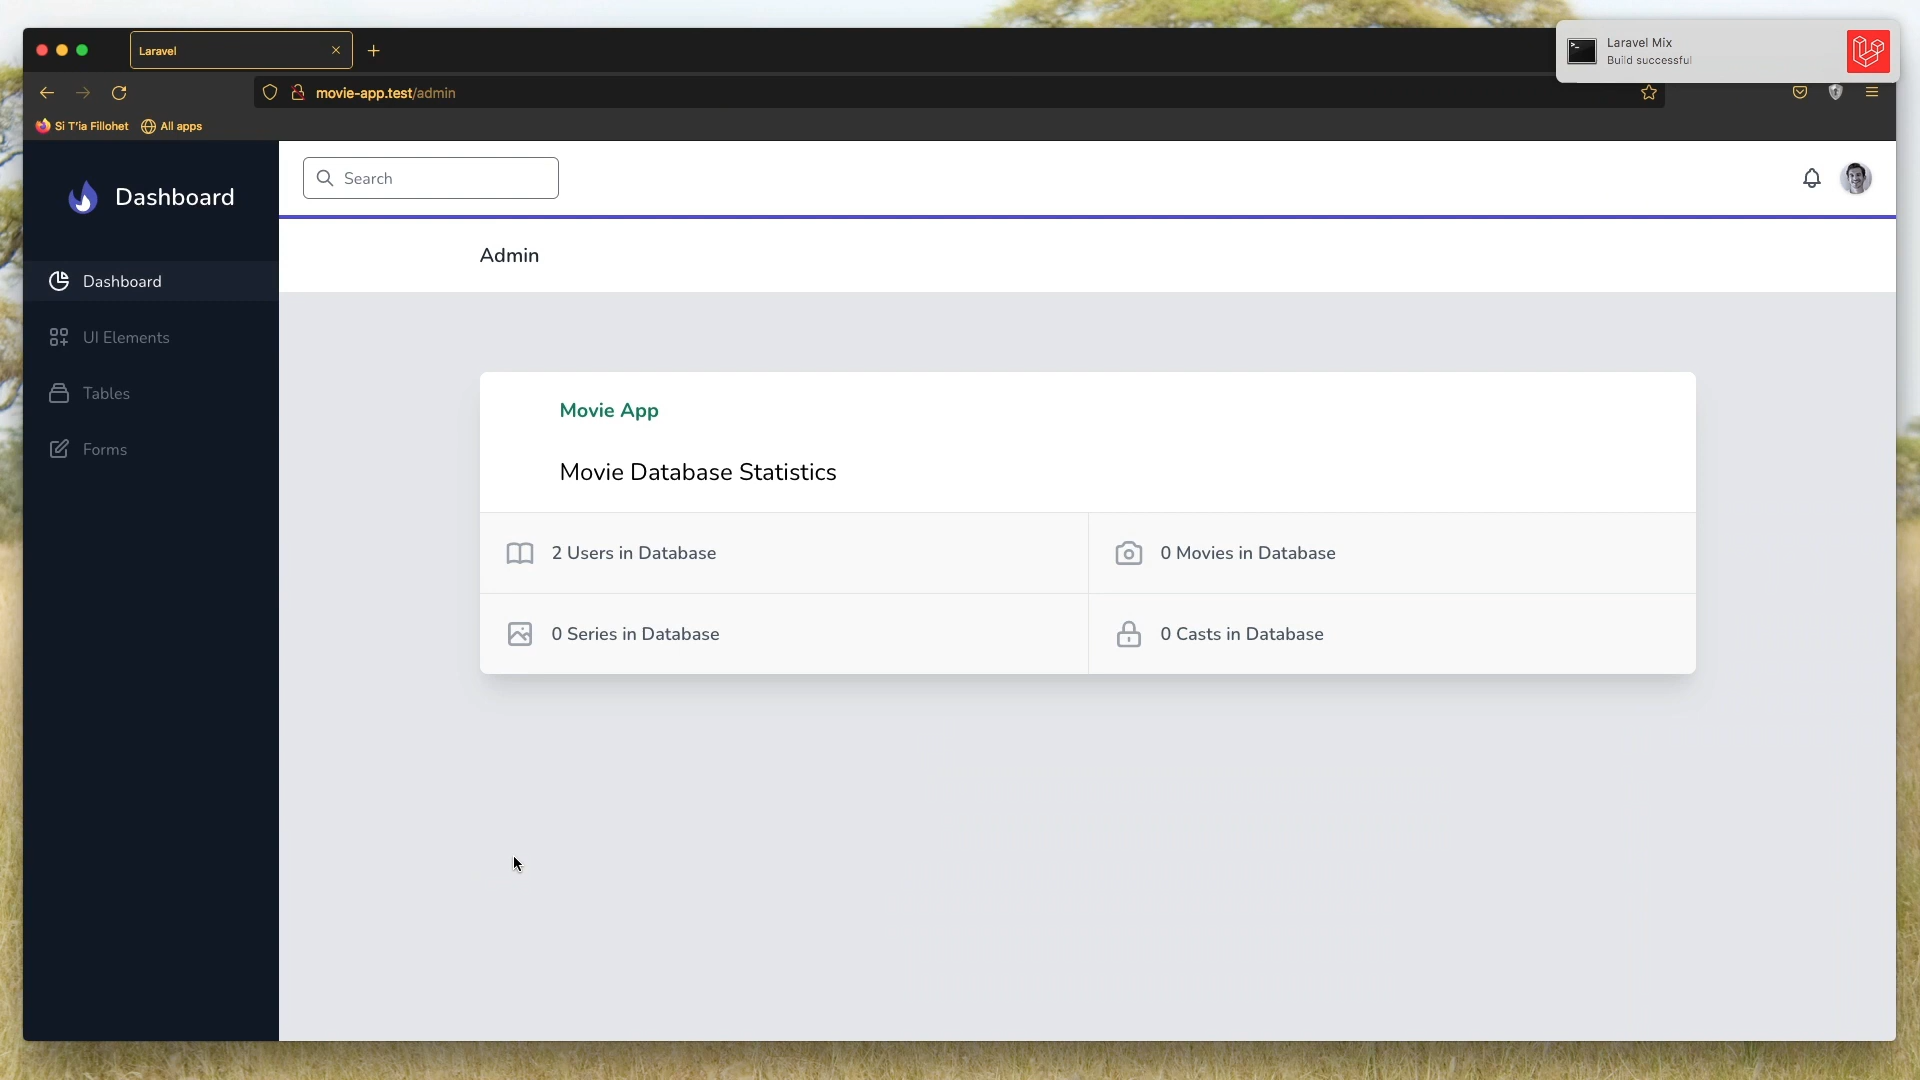 Laravel
Laravel Mix
Build successful
movie-app.test/admin
Si T'ia Fillohet
All apps
Dashboard
Search
Admin
Dashboard
UI Elements
Tables
Forms
Movie App
Movie Database Statistics
2 Users in Database
0 Movies in Database
0 Series in Database
0 Casts in Database